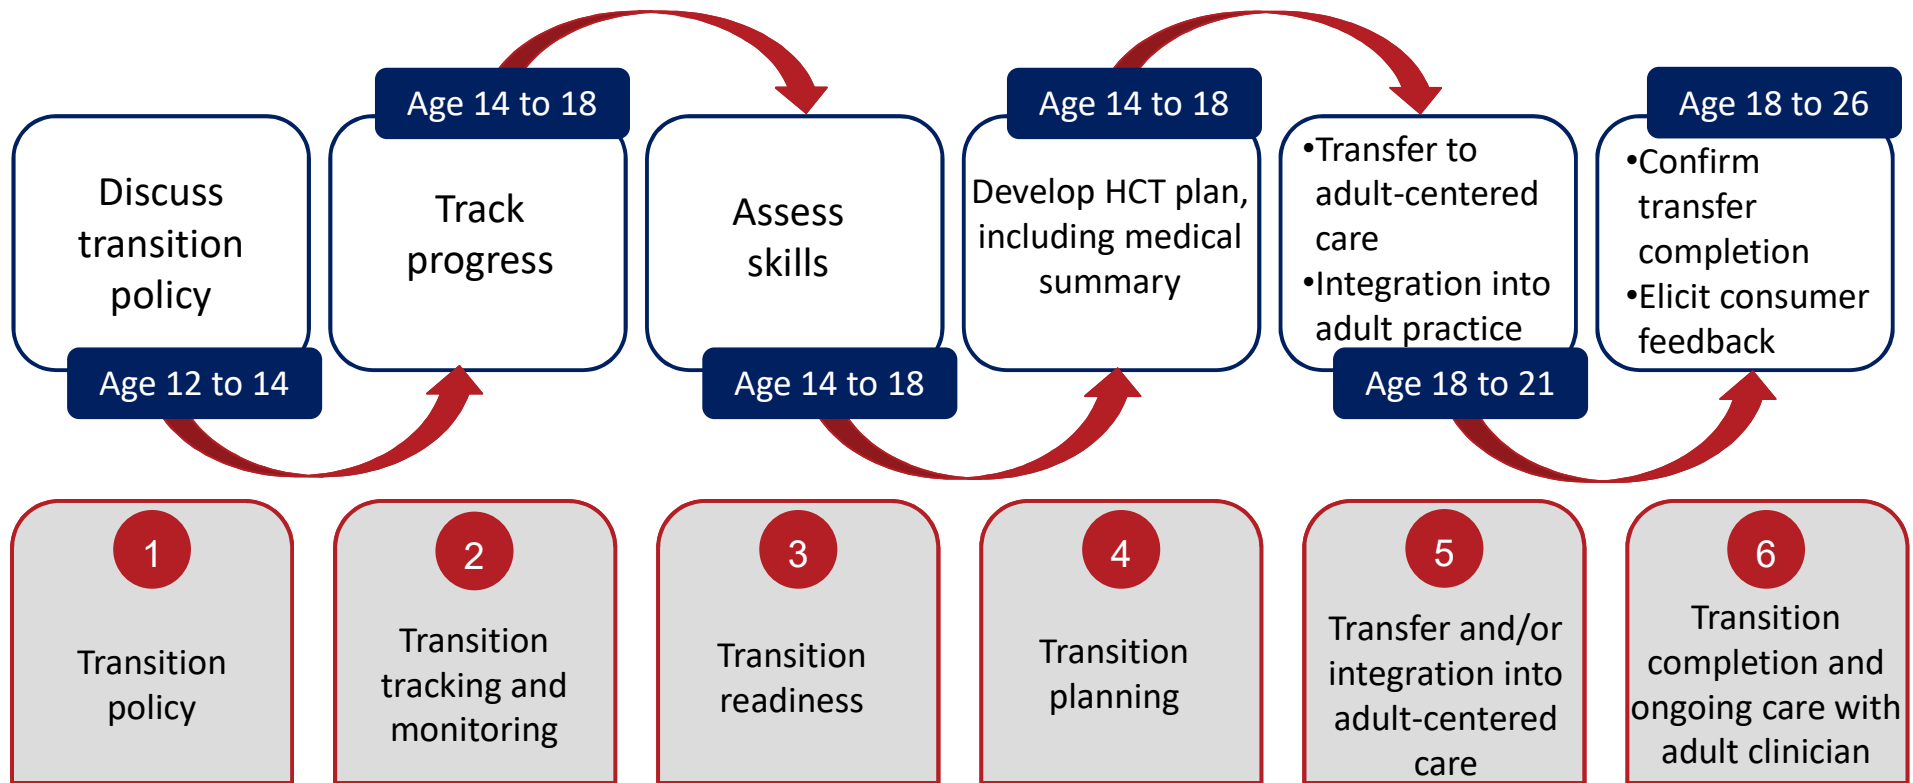 Age 14 to 18
Age 14 to 18
Age 18 to 26
Discuss
transition
policy
Age 12 to 14
Track
progress
Assess
skills
Age 14 to 18
Develop HCT plan,
including medical
summary
•Transfer to
adult-centered
care
•Integration into
adult practice
Age 18 to 21
•Confirm
transfer
completion
•Elicit consumer
feedback
1
Transition
policy
2
Transition
tracking and
monitoring
3
Transition
readiness
4
Transition
planning
5
Transfer and/or
integration into
adult-centered
care
6
Transition
completion and
ongoing care with
adult clinician